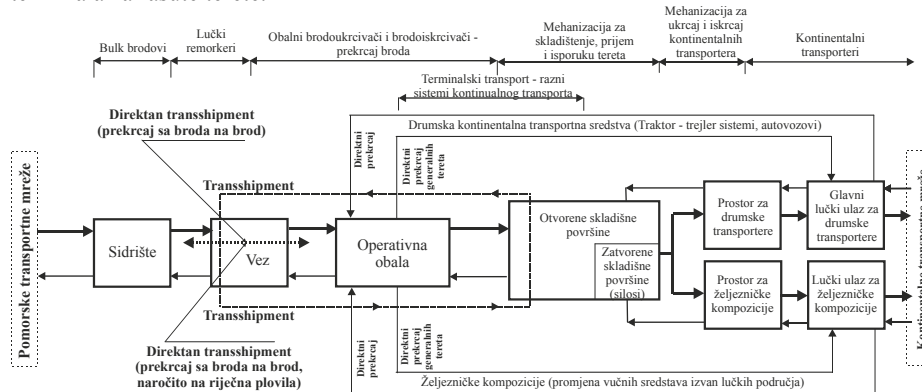 Mehanizacija za
ukrcaj i iskrcaj
kontinentalnih
transportera
Mehanizacija za
skladištenje, prijem
i isporuku tereta
Obalni brodoukrcivači i brodoiskrcivači -
prekrcaj broda
Bulk brodovi
Lučki
remorkeri
Kontinentalni
transporteri
Terminalski transport - razni
sistemi kontinualnog transporta
Direktan transshipment
(prekrcaj sa broda na brod)
Drumska kontinentalna transportna sredstva (Traktor - trejler sistemi, autovozovi)
Direktni
prekrcaj
Direktni
prekrcaj
generalnih
tereta
Transshipment
Pomorske transportne mreže
Sidrište
Vez
Operativna
obala
Otvorene skladišne
površine
Zatvorene
skladišne
površine
(silosi)
Prostor za
drumske
transportere
Glavni
lučki ulaz za
drumske
transportere
Prostor za
željezničke
kompozicije
Lučki ulaz za
željezničke
kompozicije
Transshipment
Direktan transshipment
(prekrcaj sa broda na brod,
naročito na riječna plovila)
Direktni
prekrcaj
Direktni
prekrcaj
generalnih
tereta
Željezničke kompozicije (promjena vučnih sredstava izvan lučkih područja)